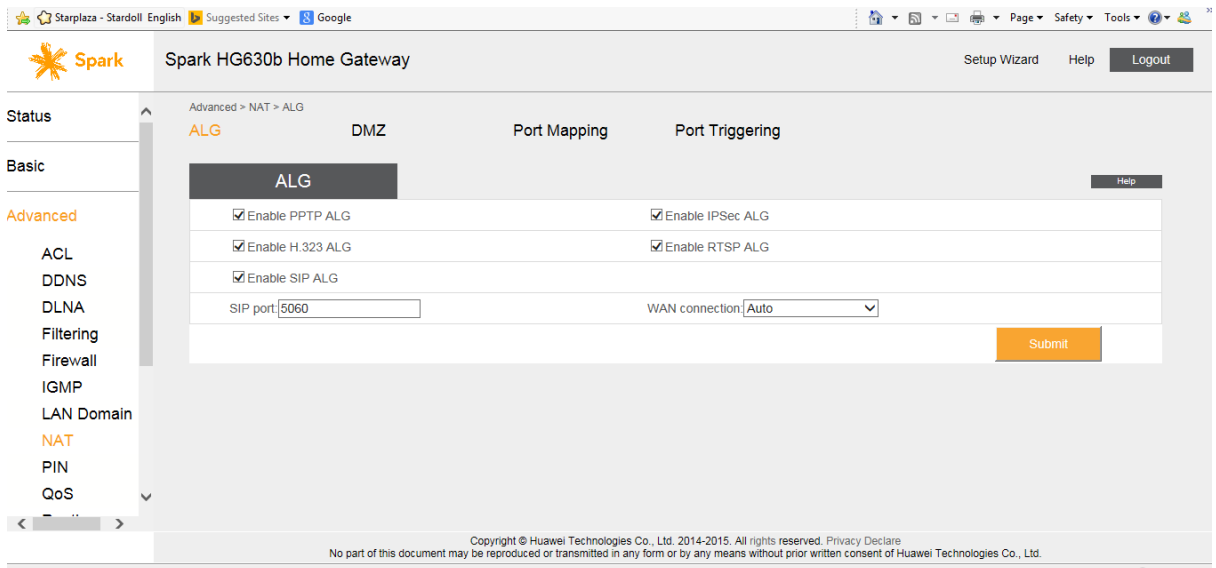 Starplaza - Stardoll English Suggested Sites Google Page Safety Tools
Spark Spark HG630b Home Gateway Setup Wizard Help Logout
Status
Basic
Advanced
ACL
DDNS
DLNA
Filtering
Firewall
IGMP
LAN Domain
NAT
PIN
QoS
Advanced > NAT > ALG
ALG DMZ Port Mapping Port Triggering
ALG Help
Enable PPTP ALG Enable IPSec ALG
Enable H.323 ALG Enable RTSP ALG
Enable SIP ALG
SIP port: 5060 WAN connection: Auto
Submit
Copyright © Huawei Technologies Co., Ltd. 2014-2015. All rights reserved. Privacy Declare
No part of this document may be reproduced or transmitted in any form or by any means without prior written consent of Huawei Technologies Co., Ltd.